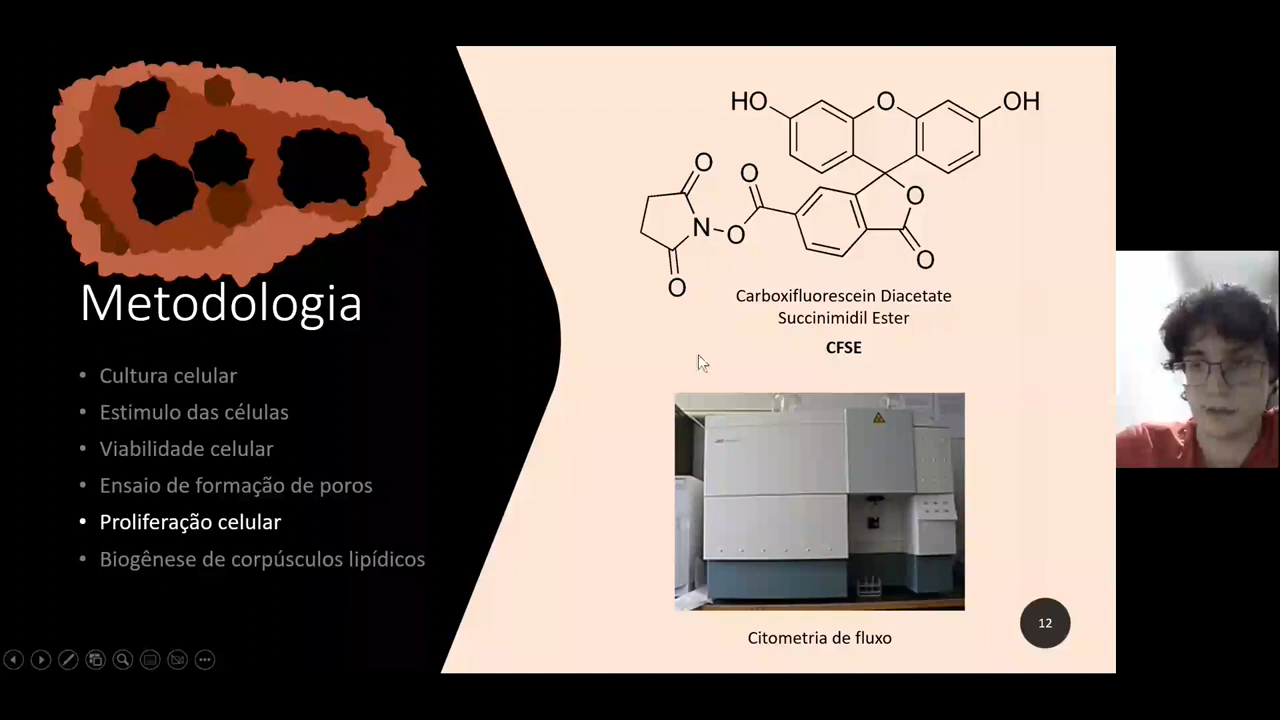 Metodologia
Cultura celular
Estimulo das células
Viabilidade celular
Ensaio de formação de poros
Proliferação celular
Biogênese de corpúsculos lipídicos
HO
O
OH
O
O
O
N
O
O
O
Carboxifluorescein Diacetate
Succinimidil Ester
CFSE
Citometria de fluxo
12